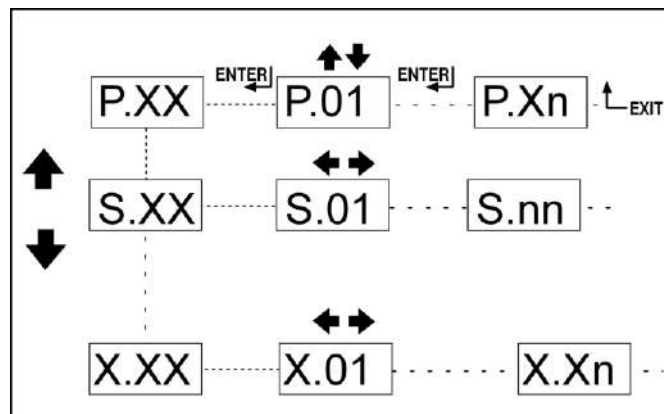 P.XX ENTER P.01 ENTER P.Xn EXIT
S.XX S.01 S.nn
X.XX X.01 X.Xn